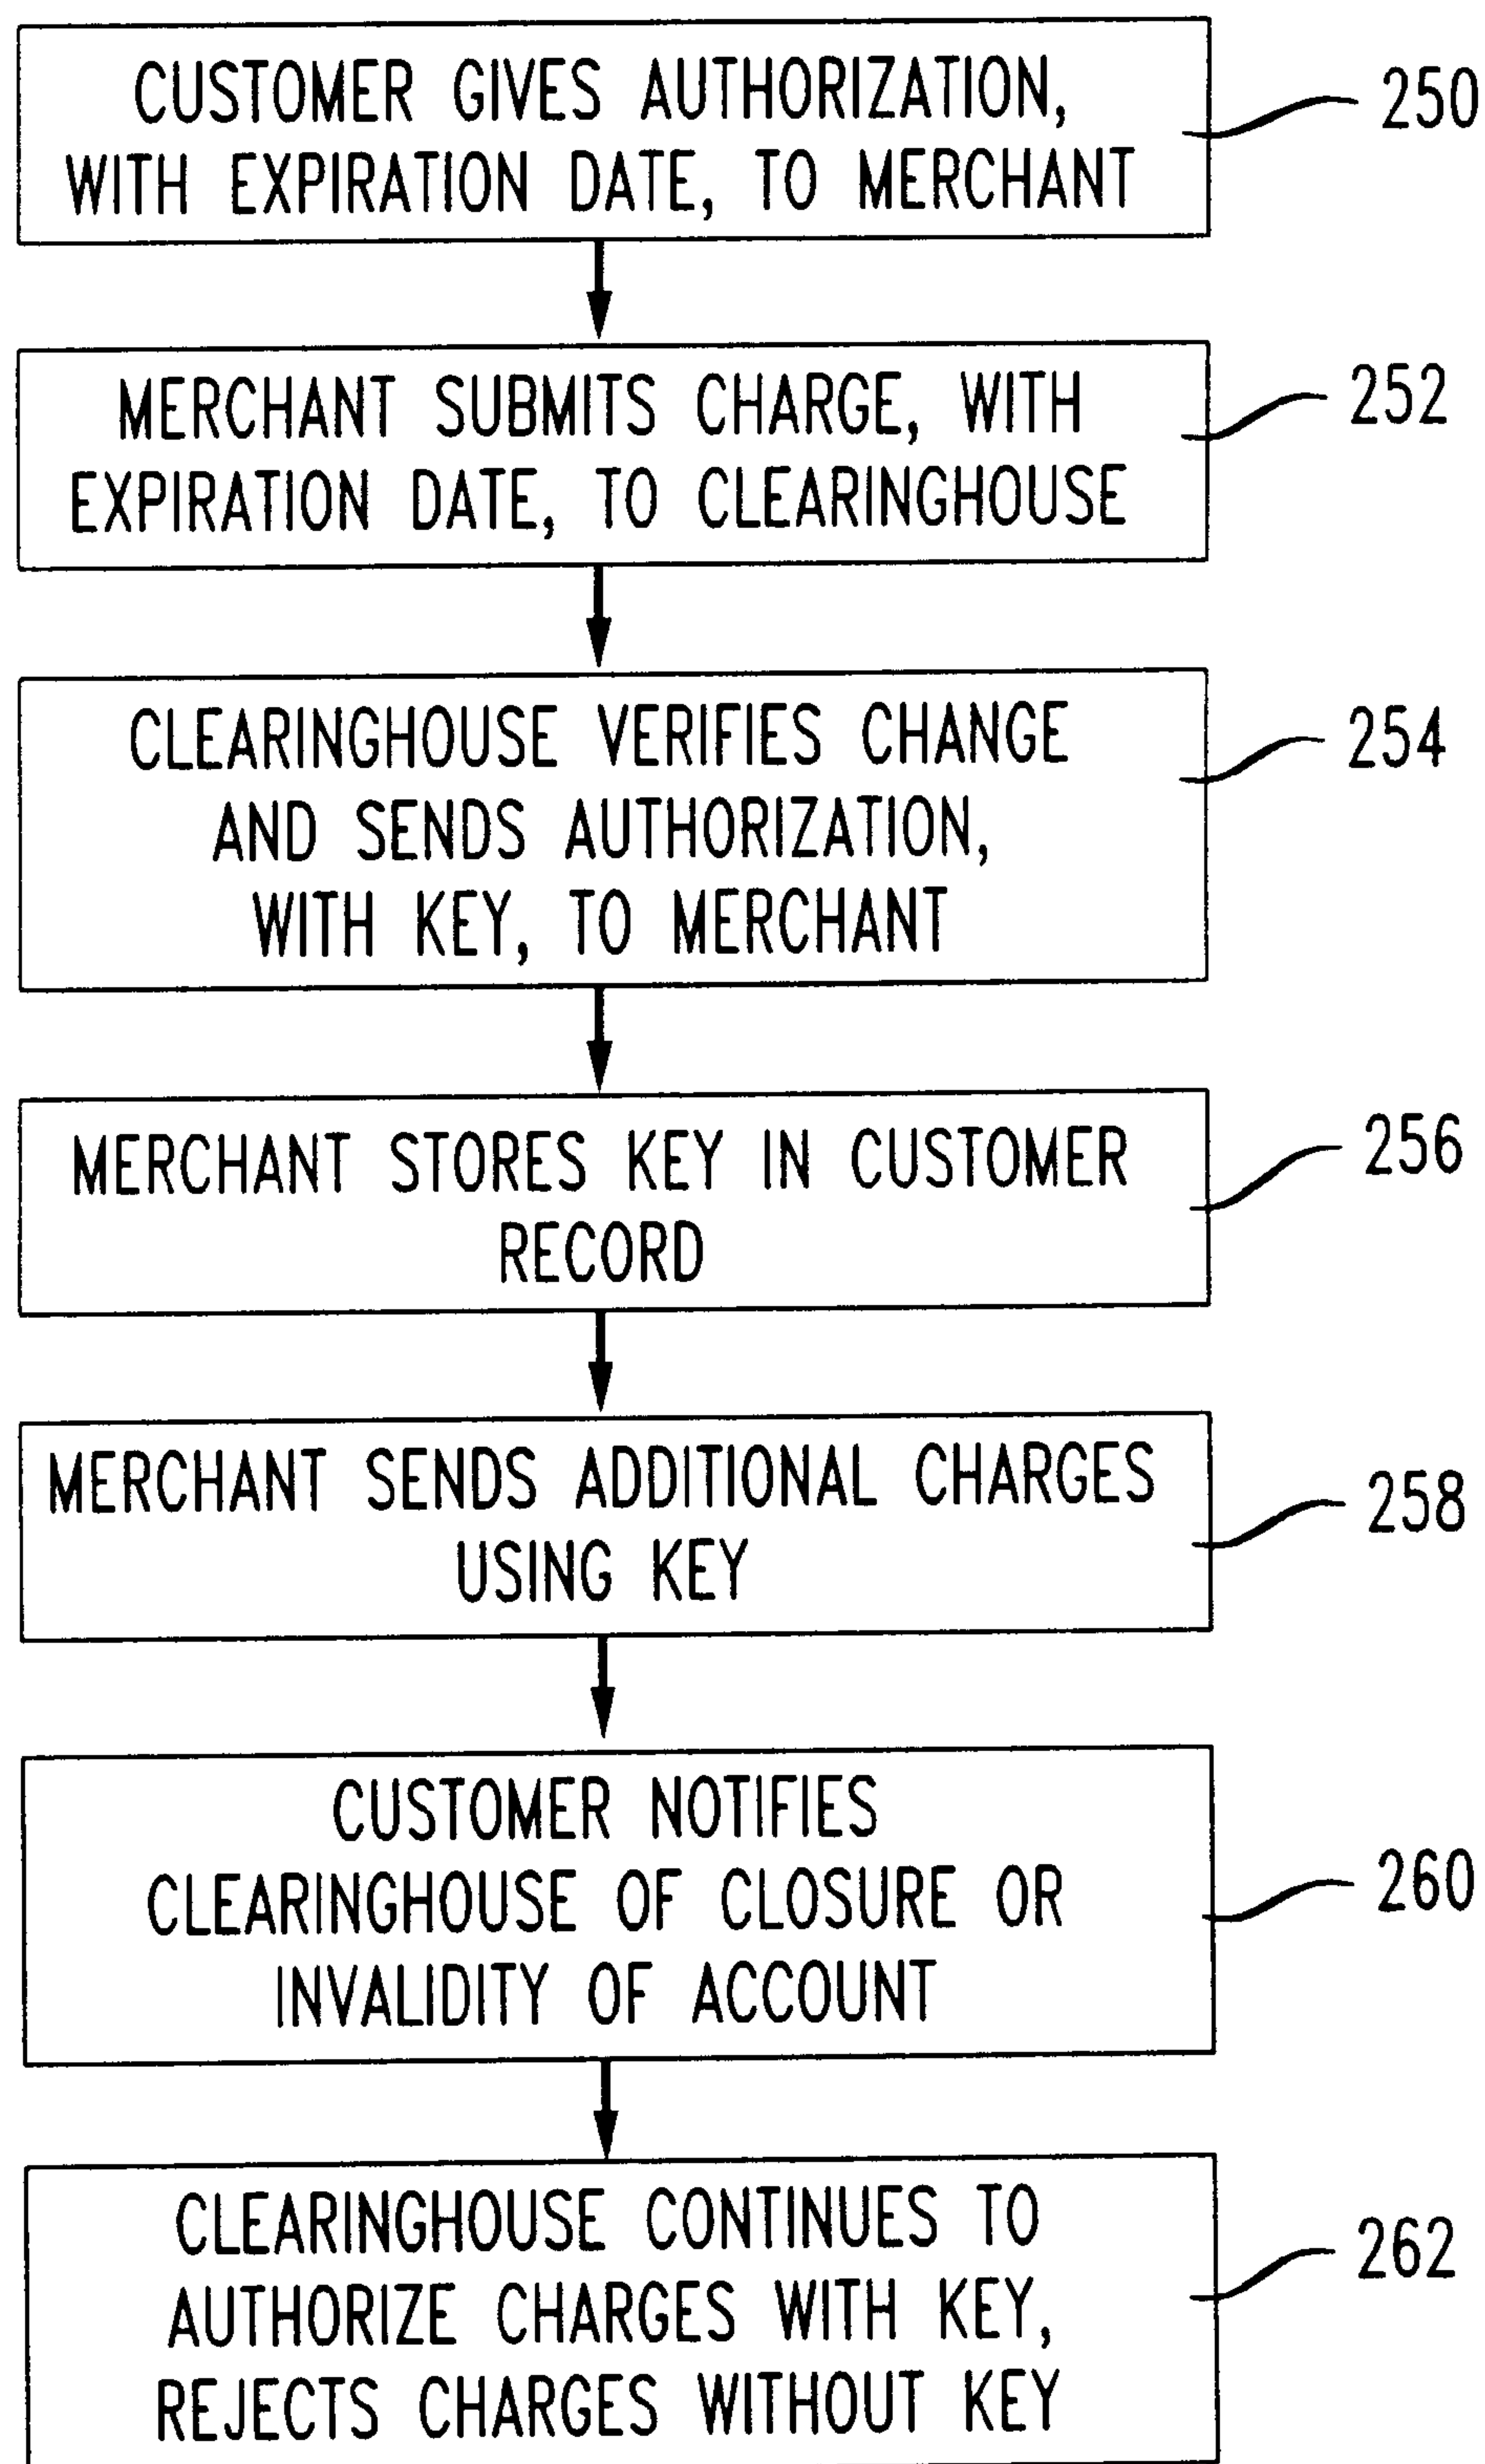 CUSTOMER GIVES AUTHORIZATION,
WITH EXPIRATION DATE, TO MERCHANT
250
MERCHANT SUBMITS CHARGE, WITH
EXPIRATION DATE, TO CLEARINGHOUSE
252
CLEARINGHOUSE VERIFIES CHANGE
AND SENDS AUTHORIZATION,
WITH KEY, TO MERCHANT
254
MERCHANT STORES KEY IN CUSTOMER
RECORD
256
MERCHANT SENDS ADDITIONAL CHARGES
USING KEY
258
CUSTOMER NOTIFIES
CLEARINGHOUSE OF CLOSURE OR
INVALIDITY OF ACCOUNT
260
CLEARINGHOUSE CONTINUES TO
AUTHORIZE CHARGES WITH KEY,
REJECTS CHARGES WITHOUT KEY
262